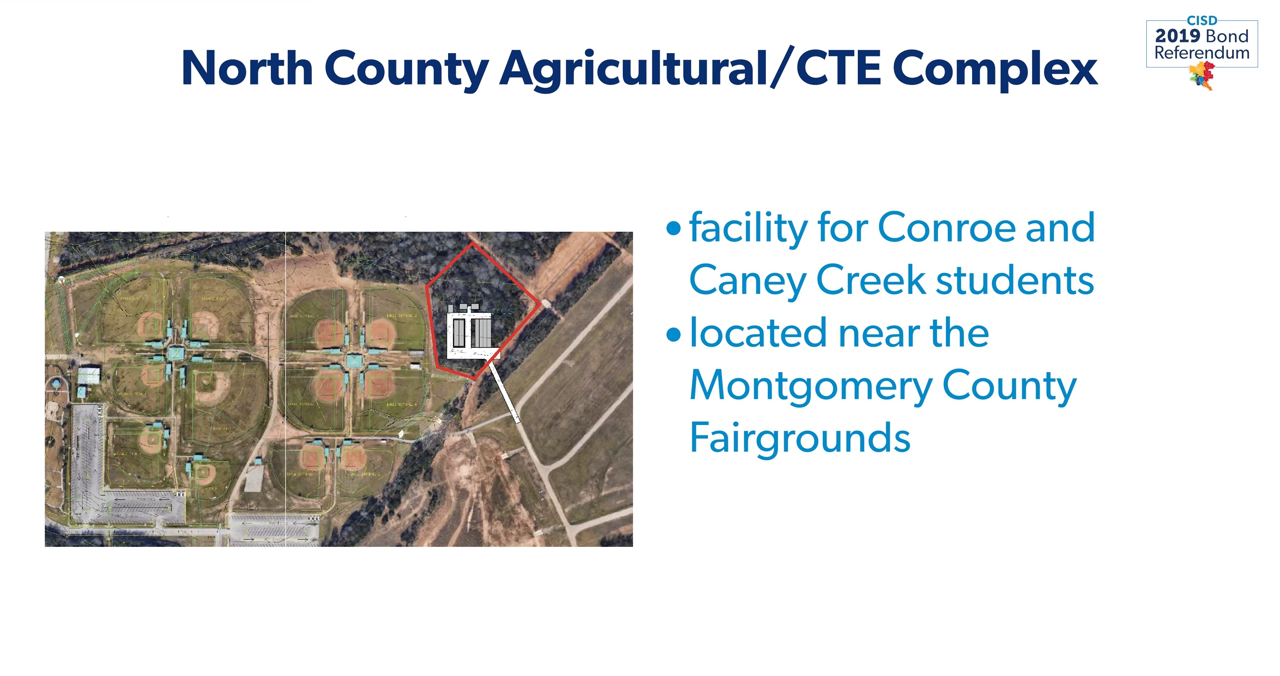 CISD
2019 Bond
Referendum
North County Agricultural/CTE Complex
• facility for Conroe and
Caney Creek students
• located near the
Montgomery County
Fairgrounds